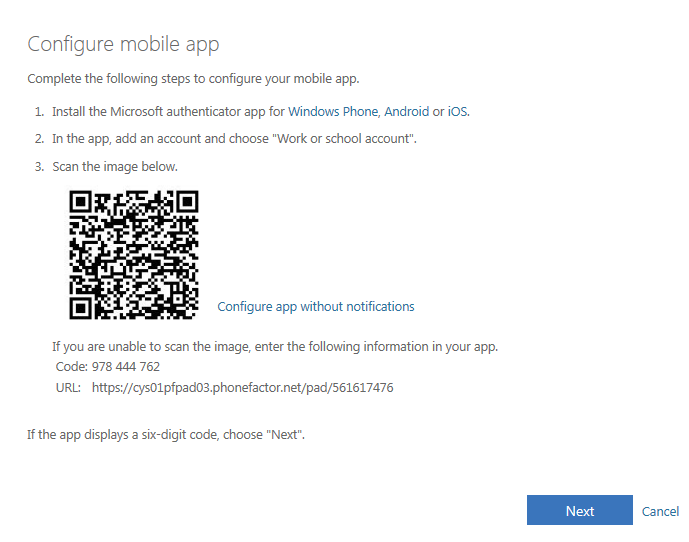 Configure mobile app
Complete the following steps to configure your mobile app.
1. Install the Microsoft authenticator app for Windows Phone, Android or iOS.
2. In the app, add an account and choose "Work or school account".
3. Scan the image below.
Configure app without notifications
If you are unable to scan the image, enter the following information in your app.
Code: 978 444 762
URL: https://cys01pfpad03.phonefactor.net/pad/561617476
If the app displays a six-digit code, choose "Next".
Next Cancel